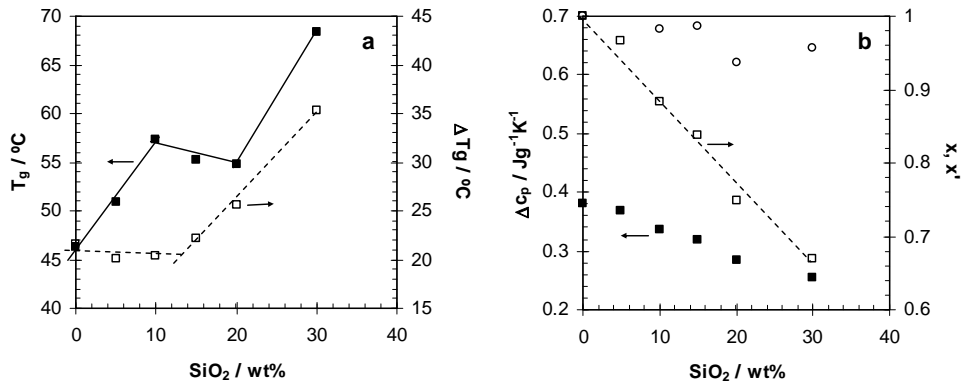 70
65
60
55
50
45
40
T_g / ºC
a
45
40
35
30
25
20
15
Δ Tg / ºC
0 10 20 30 40
SiO₂ / wt%
0.7
0.6
0.5
0.4
0.3
0.2
Δc_p / Jg⁻¹K⁻¹
b
1
0.9
0.8
0.7
0.6
x, x'
0 10 20 30 40
SiO₂ / wt%